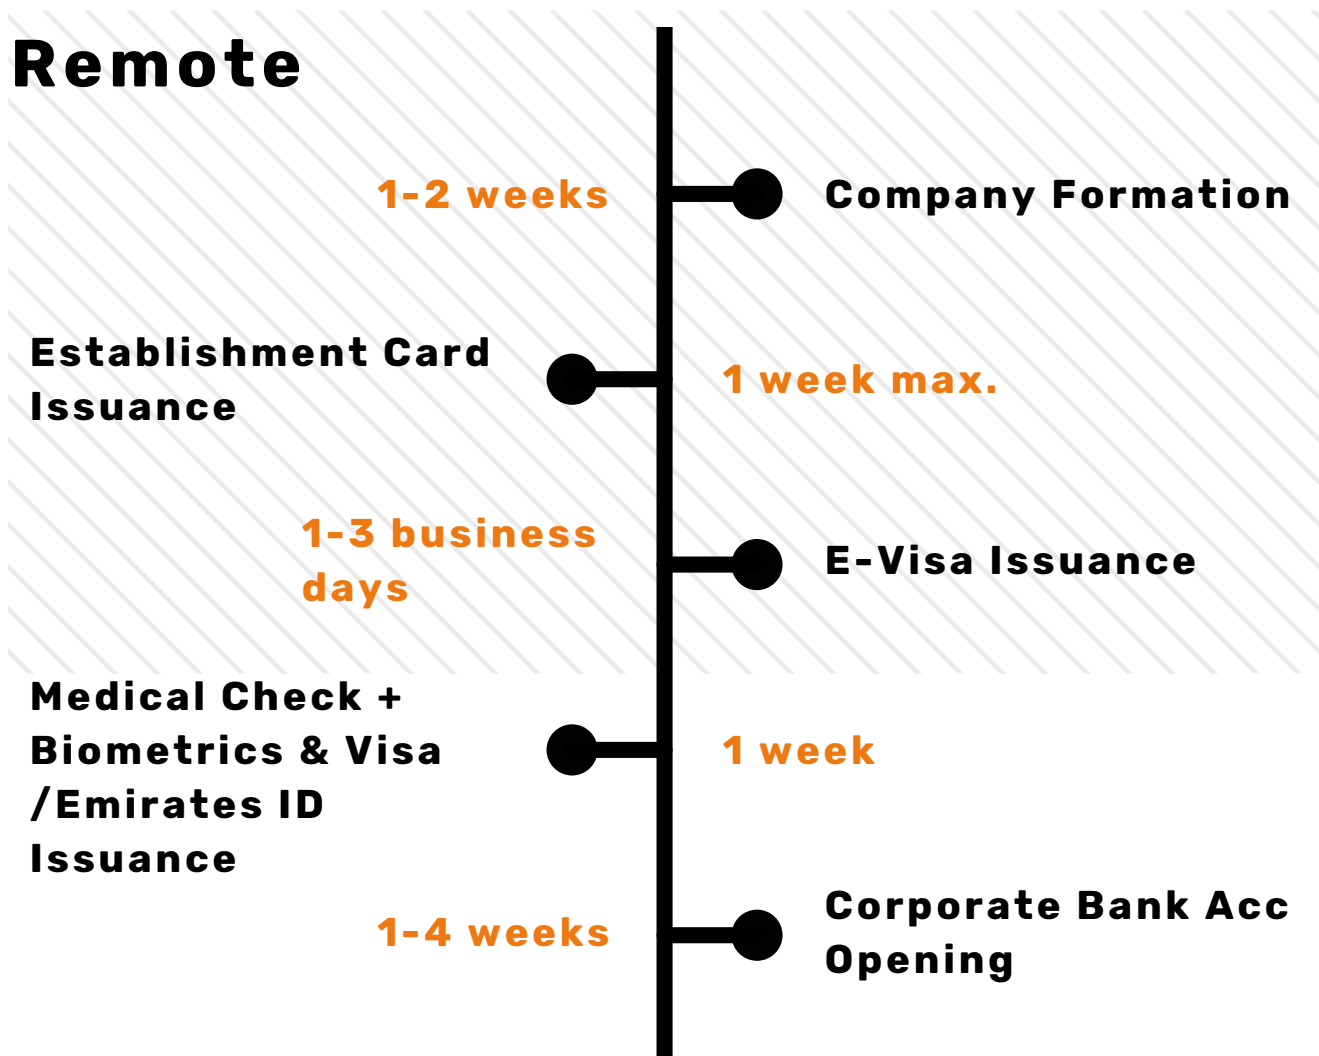 Remote
1-2 weeks
Company Formation
Establishment Card
Issuance
1 week max.
1-3 business
days
E-Visa Issuance
Medical Check +
Biometrics & Visa
/Emirates ID
Issuance
1 week
1-4 weeks
Corporate Bank Acc
Opening